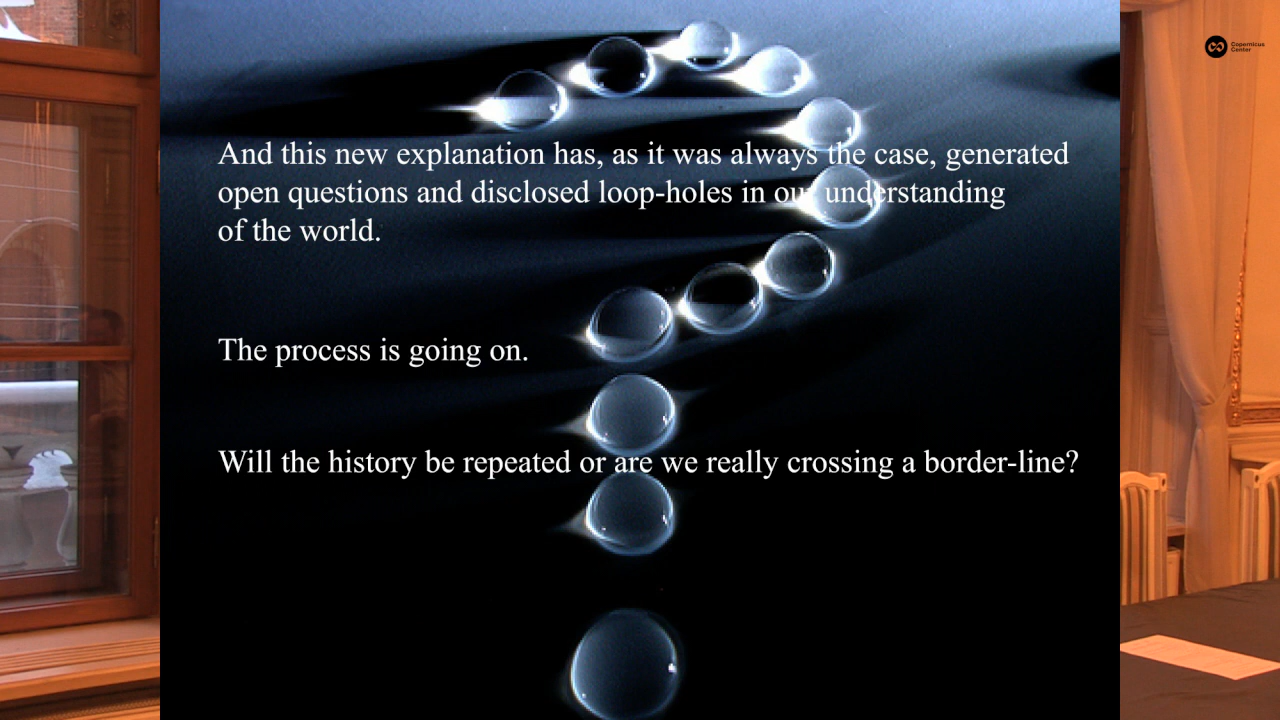 Copernicus
Center
And this new explanation has, as it was always the case, generated
open questions and disclosed loop-holes in our understanding
of the world.
The process is going on.
Will the history be repeated or are we really crossing a border-line?